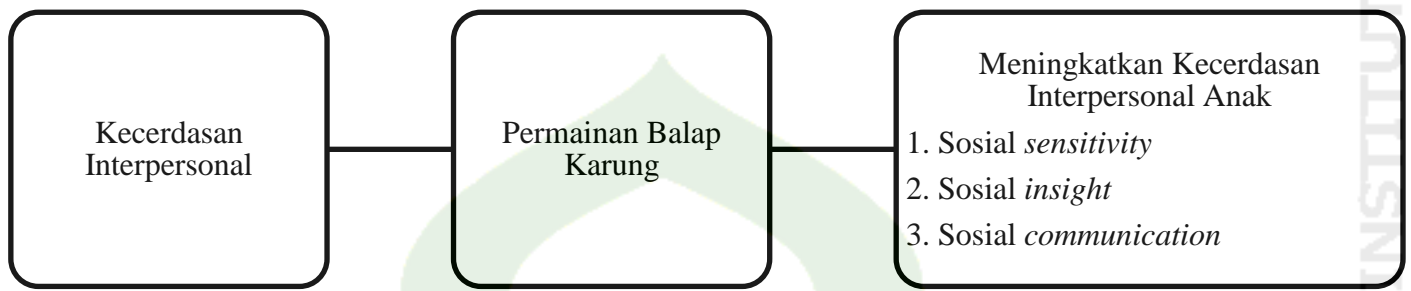 Kecerdasan
Interpersonal
Permainan Balap
Karung
Meningkatkan Kecerdasan
Interpersonal Anak
1. Sosial sensitivity
2. Sosial insight
3. Sosial communication